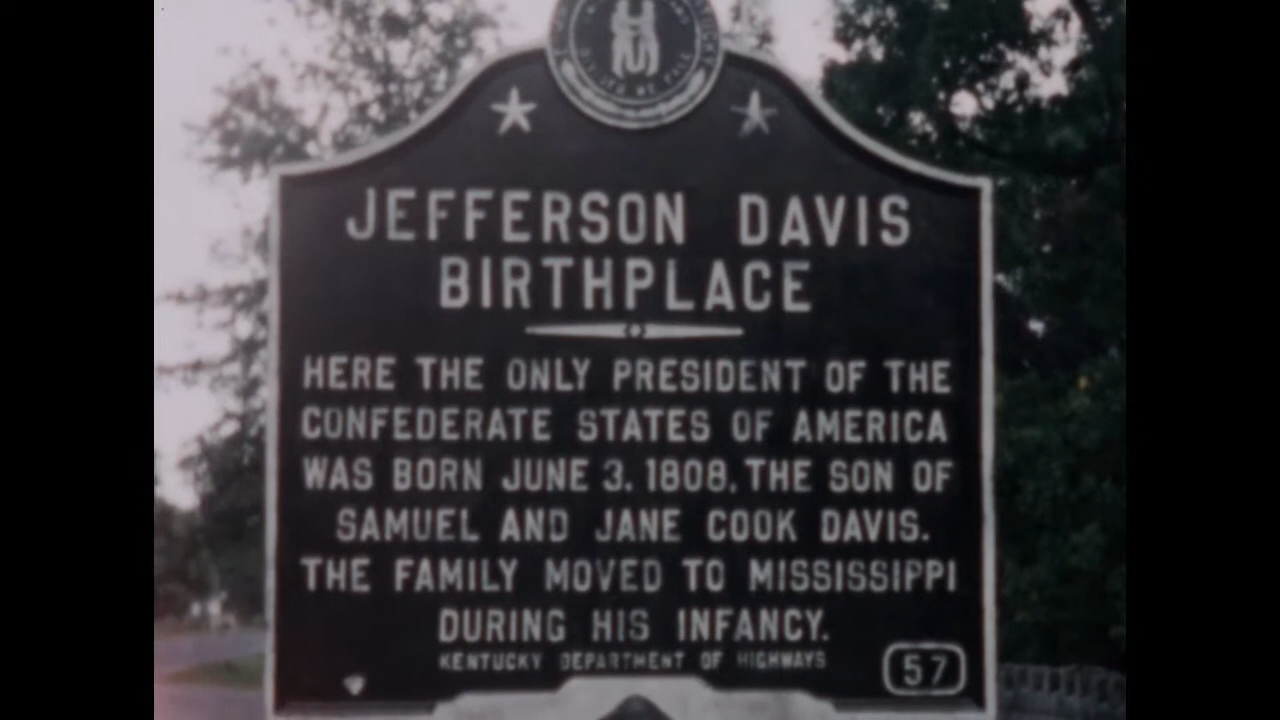 JEFFERSON DAVIS
BIRTHPLACE
HERE THE ONLY PRESIDENT OF THE
CONFEDERATE STATES OF AMERICA
WAS BORN JUNE 3, 1808, THE SON OF
SAMUEL AND JANE COOK DAVIS.
THE FAMILY MOVED TO MISSISSIPPI
DURING HIS INFANCY.
KENTUCKY DEPARTMENT OF HIGHWAYS
57